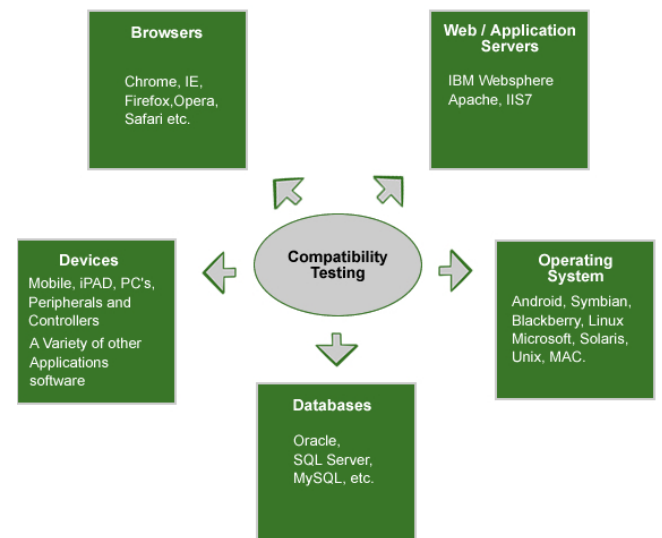 Browsers
Chrome, IE,
Firefox,Opera,
Safari etc.
Web / Application
Servers
IBM Websphere
Apache, IIS7
Compatibility
Testing
Devices
Mobile, iPAD, PC's,
Peripherals and
Controllers
A Variety of other
Applications
software
Operating
System
Android, Symbian,
Blackberry, Linux
Microsoft, Solaris,
Unix, MAC.
Databases
Oracle,
SQL Server,
MySQL, etc.